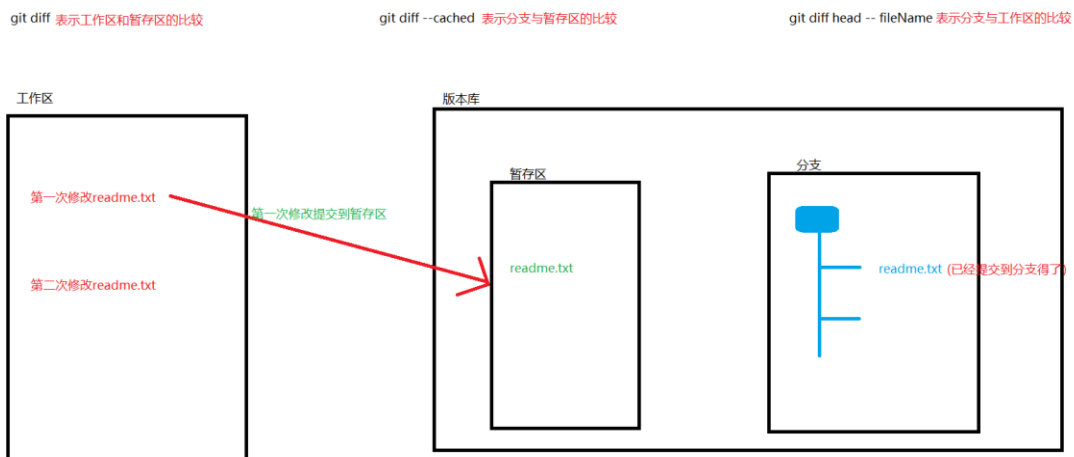 git diff 表示工作区和暂存区的比较
git diff --cached 表示分支与暂存区的比较
git diff head -- fileName 表示分支与工作区的比较
工作区
版本库
暂存区
分支
第一次修改readme.txt
第一次修改提交到暂存区
readme.txt
readme.txt (已经提交到分支得了)
第二次修改readme.txt